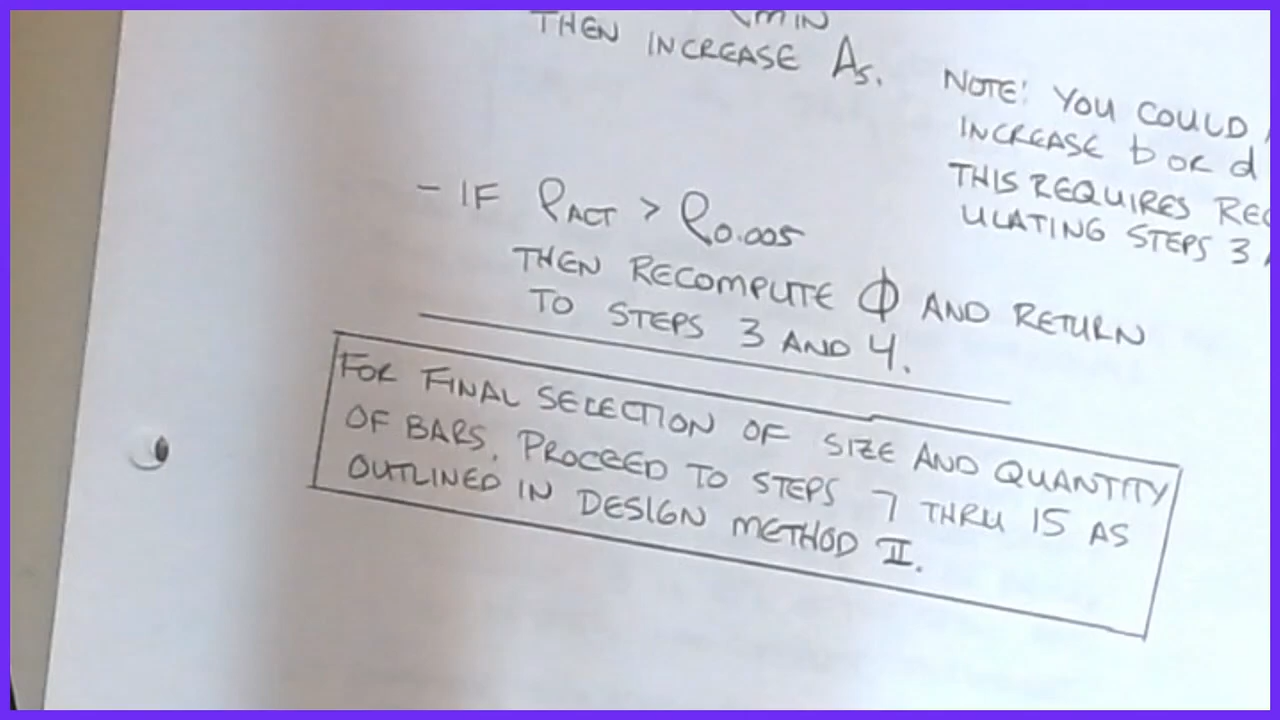 MIN
THEN INCREASE As.
NOTE: YOU COULD
INCREASE b OR d
THIS REQUIRES REC
ULATING STEPS 3
- IF ρACT > ρ0.005
THEN RECOMPUTE Φ AND RETURN
TO STEPS 3 AND 4.
FOR FINAL SELECTION OF SIZE AND QUANTITY
OF BARS, PROCEED TO STEPS 7 THRU 15 AS
OUTLINED IN DESIGN METHOD II.